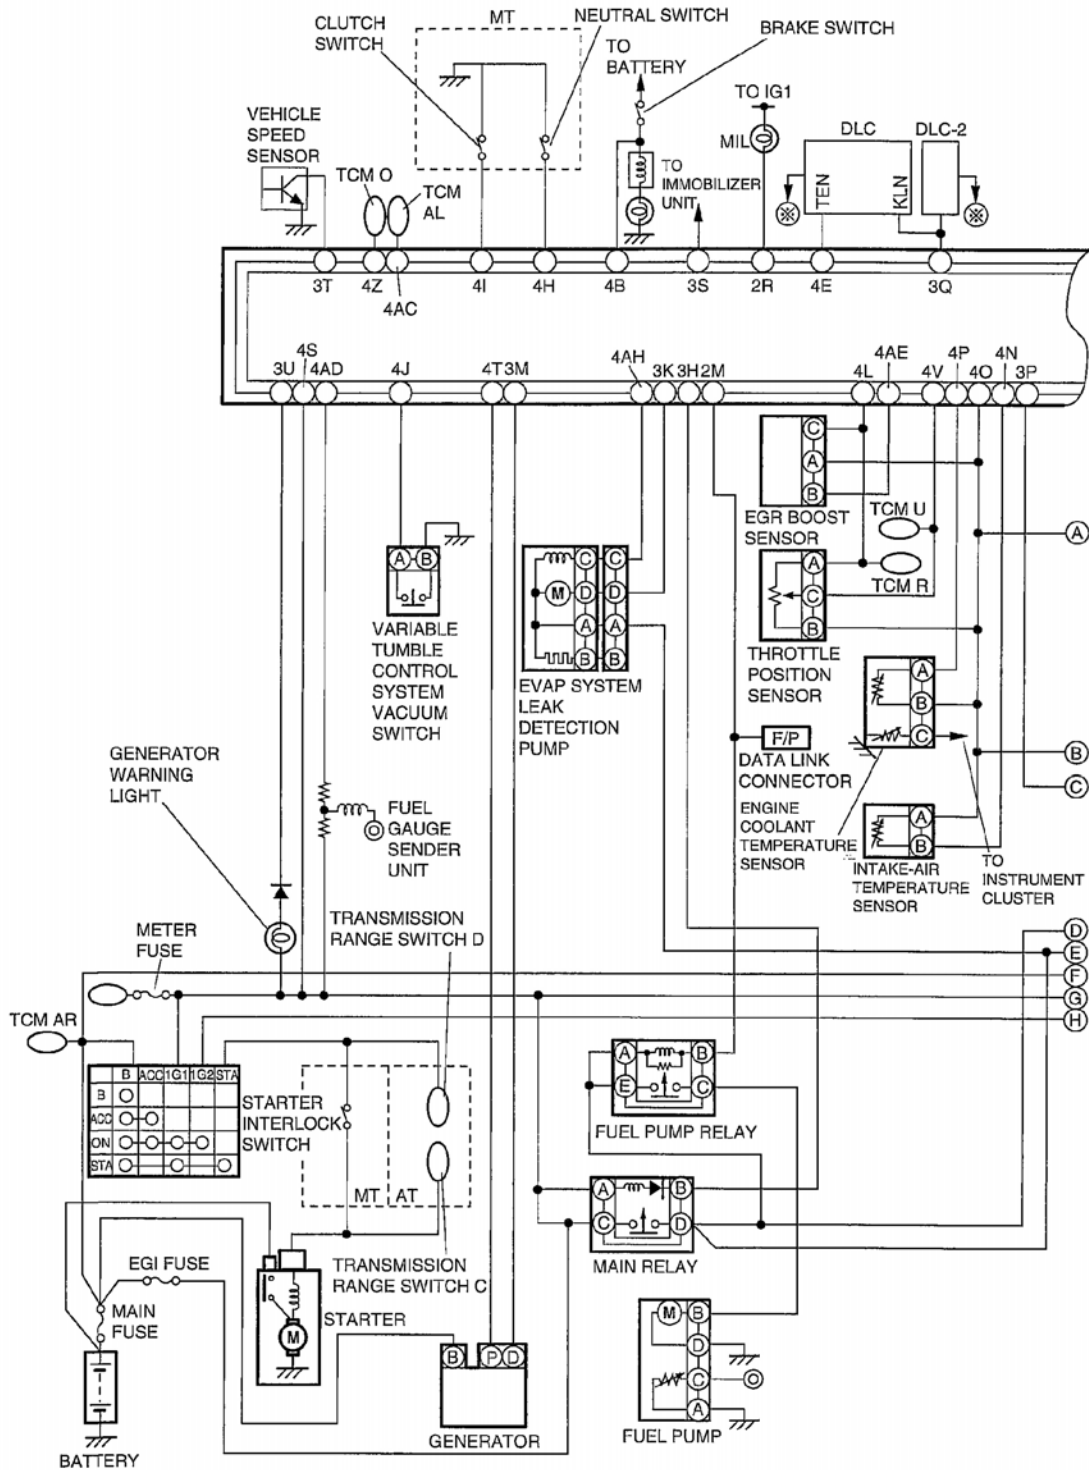 CLUTCH
SWITCH
MT
NEUTRAL SWITCH
BRAKE SWITCH
TO
BATTERY
TO IG1
VEHICLE
SPEED
SENSOR
MIL
DLC
DLC-2
TCM O
TCM
AL
TO
IMMOBILIZER
UNIT
TEN
KLN
※
※
3T
4Z
4AC
4I
4H
4B
3S
2R
4E
3Q
3U
4S
4AD
4J
4T
3M
4AH
3K
3H
2M
4L
4AE
4V
4P
4O
4N
3P
C
A
B
EGR BOOST
SENSOR
TCM U
TCM R
A
A
B
VARIABLE
TUMBLE
CONTROL
SYSTEM
VACUUM
SWITCH
C C
M D D
A A
B B
EVAP SYSTEM
LEAK
DETECTION
PUMP
A
C
B
THROTTLE
POSITION
SENSOR
A
B
C
F/P
DATA LINK
CONNECTOR
B
C
ENGINE
COOLANT
TEMPERATURE
SENSOR
A
B
INTAKE-AIR
TEMPERATURE
SENSOR
TO
INSTRUMENT
CLUSTER
GENERATOR
WARNING
LIGHT
FUEL
GAUGE
SENDER
UNIT
TRANSMISSION
RANGE SWITCH D
METER
FUSE
D
E
F
G
H
TCM AR
B ACC 1G1 1G2 STA
B
ACC
ON
STA
STARTER
INTERLOCK
SWITCH
MT
AT
A B
E C
FUEL PUMP RELAY
A B
C D
MAIN RELAY
TRANSMISSION
RANGE SWITCH C
EGI FUSE
MAIN
FUSE
M
STARTER
B
P
D
GENERATOR
M B
D
C
A
FUEL PUMP
BATTERY